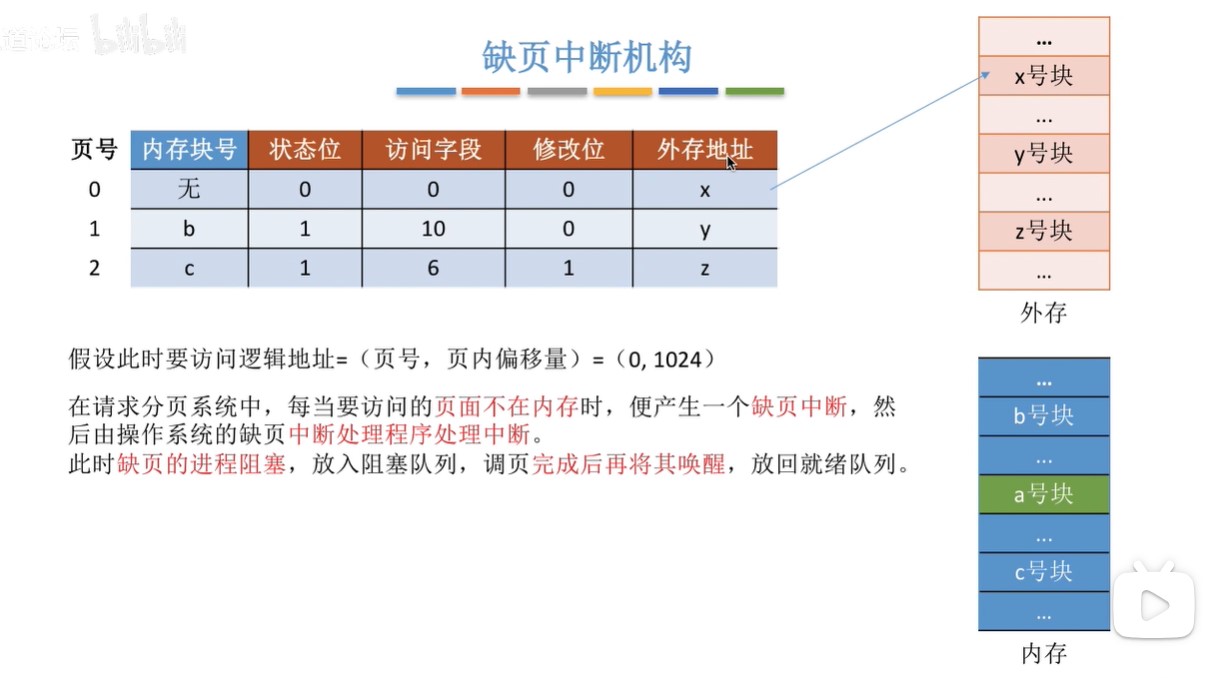 bilibili
缺页中断机构
页号 内存块号 状态位 访问字段 修改位 外存地址
0 无 0 0 0 x
1 b 1 10 0 y
2 c 1 6 1 z
假设此时要访问逻辑地址=（页号，页内偏移量）=（0, 1024）
在请求分页系统中，每当要访问的页面不在内存时，便产生一个缺页中断，然
后由操作系统的缺页中断处理程序处理中断。
此时缺页的进程阻塞，放入阻塞队列，调页完成后再将其唤醒，放回就绪队列。
...
x号块
...
y号块
...
z号块
...
外存
...
b号块
...
a号块
...
c号块
...
内存